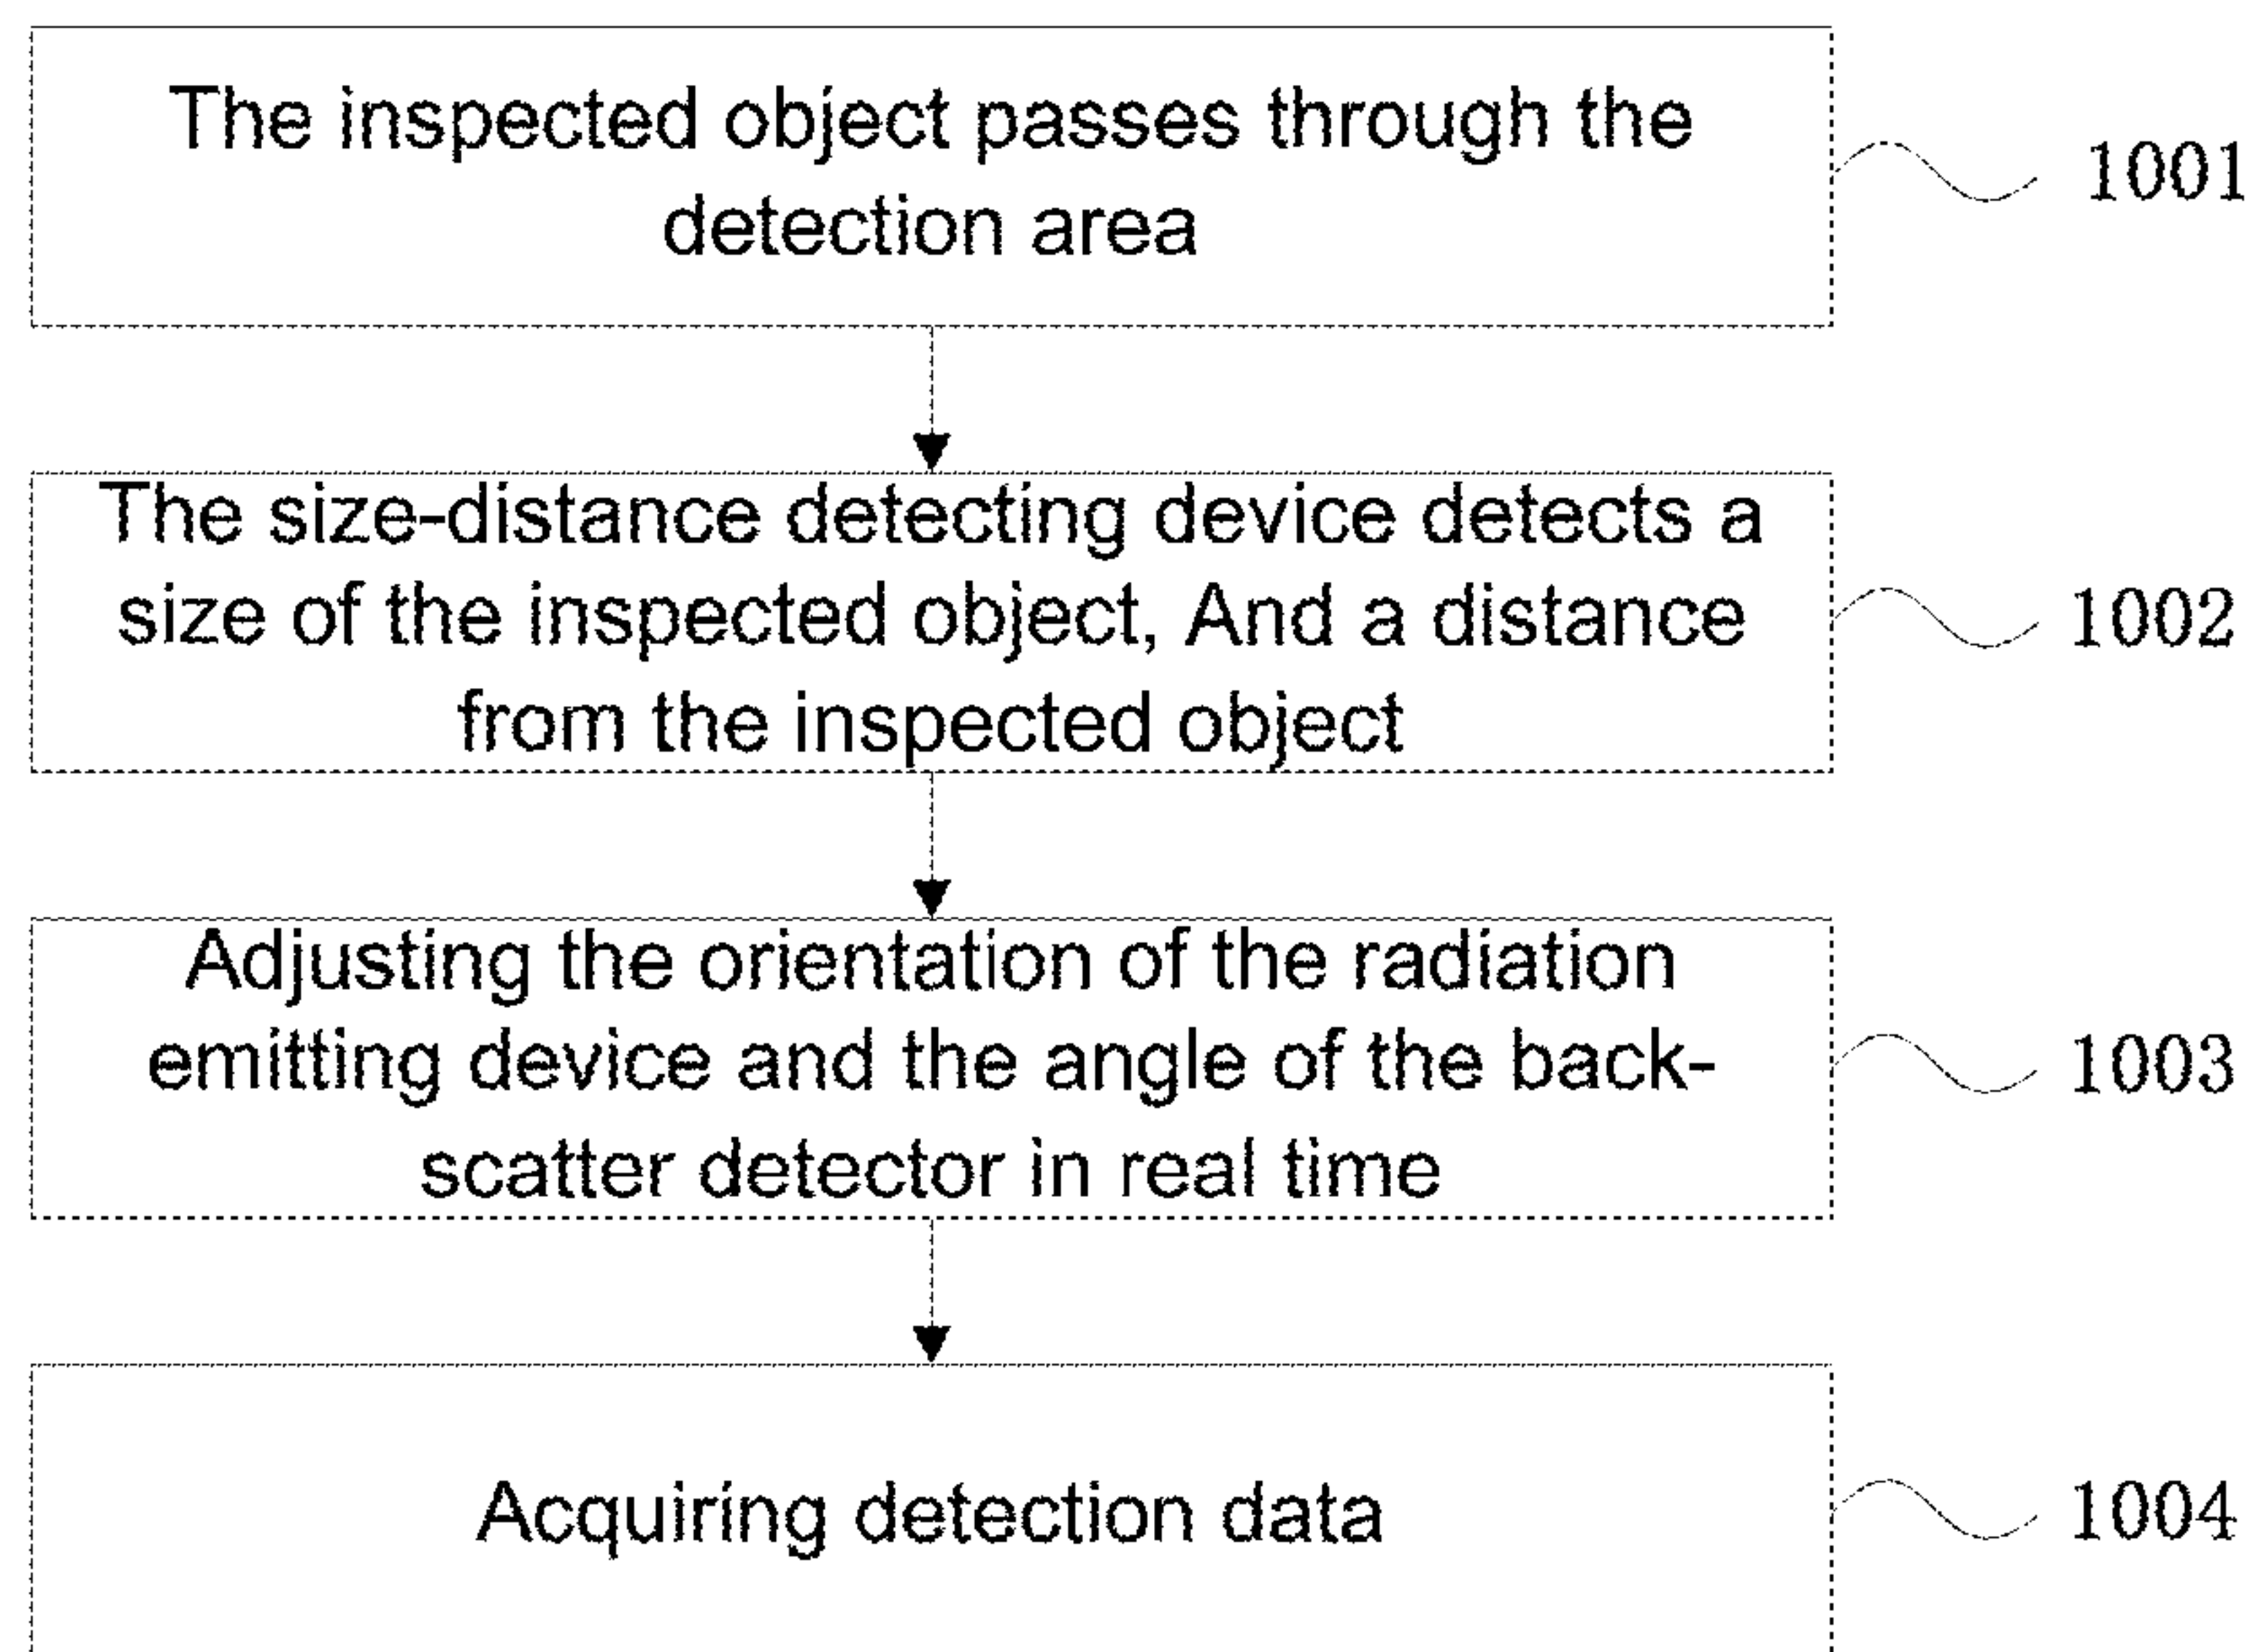 The inspected object passes through the
detection area
1001
The size-distance detecting device detects a
size of the inspected object, And a distance
from the inspected object
1002
Adjusting the orientation of the radiation
emitting device and the angle of the back-
scatter detector in real time
1003
Acquiring detection data
1004